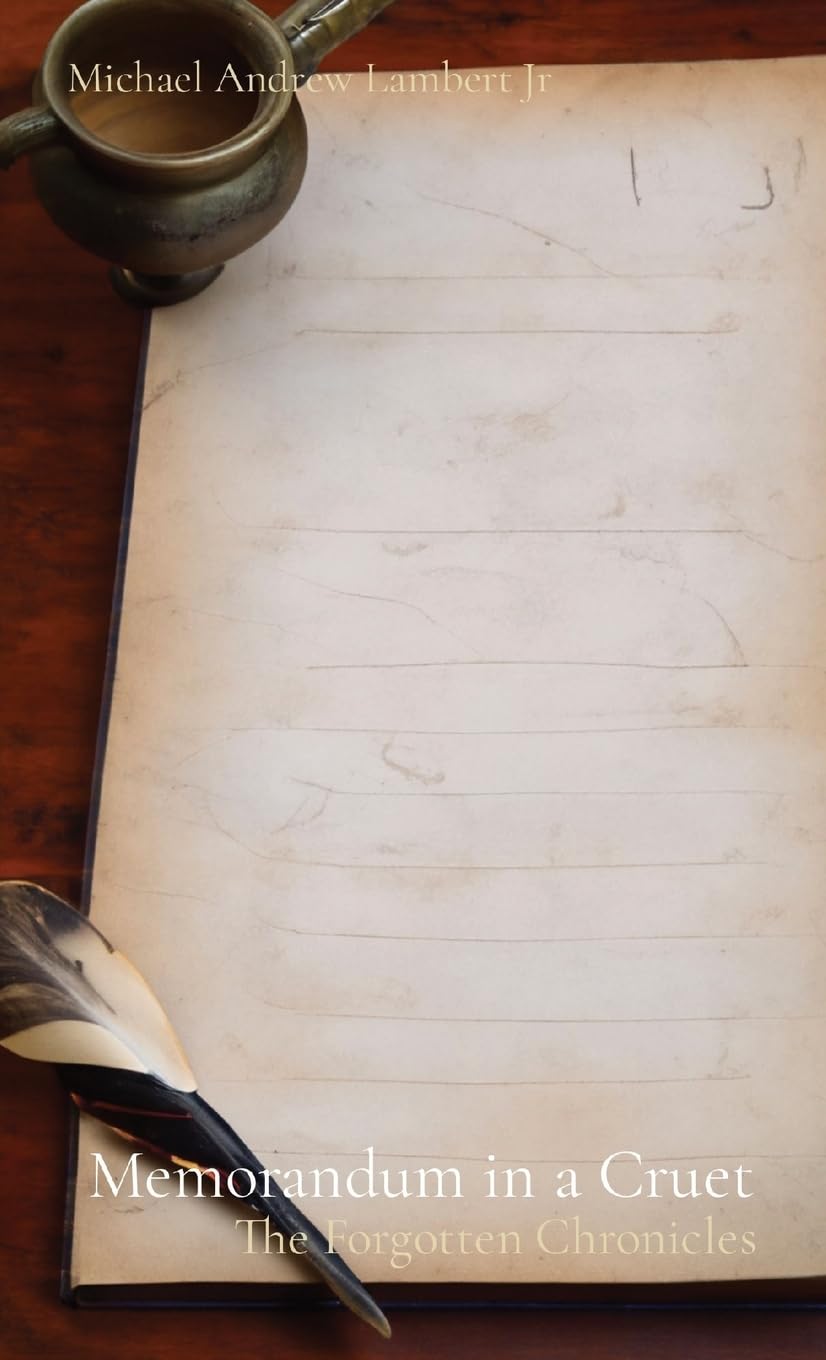 Michael Andrew Lambert Jr
Memorandum in a Cruet
The Forgotten Chronicles